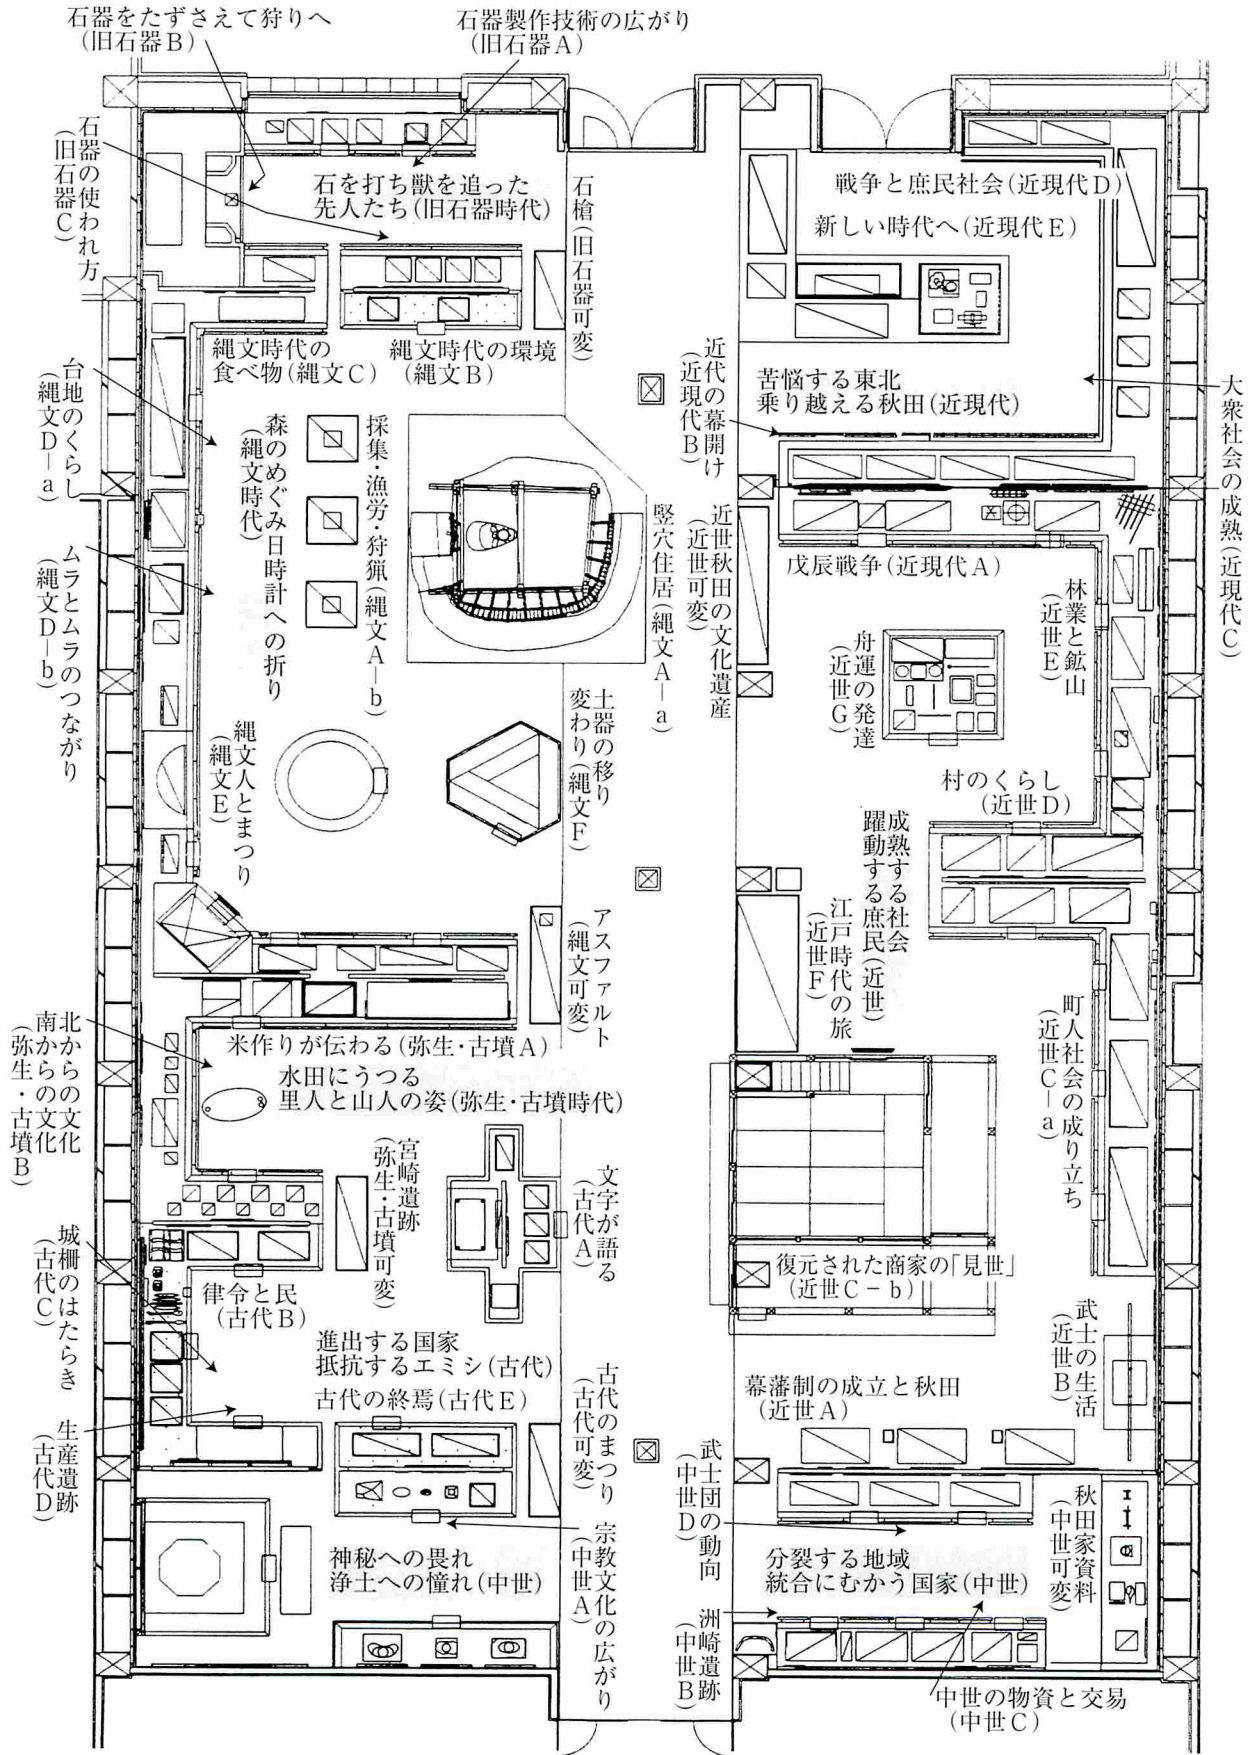 石器をたずさえて狩りへ
(旧石器B)
石器製作技術の広がり
(旧石器A)
石器の使われ方
(旧石器C)
石を打ち獣を追った
先人たち(旧石器時代)
石槍(旧石器可変)
戦争と庶民社会(近現代D)
新しい時代へ(近現代E)
縄文時代の
食べ物(縄文C)
縄文時代の環境
(縄文B)
近代の幕開け
(近現代B)
苦悩する東北
乗り越える秋田(近現代)
大衆社会の成熟(近現代C)
台地のくらし
(縄文D―a)
森のめぐみ日時計への祈り
(縄文時代)
採集・漁労・狩猟(縄文A―b)
竪穴住居(縄文A―a)
近世秋田の文化遺産
(近世可変)
戊辰戦争(近現代A)
林業と鉱山
(近世E)
ムラとムラのつながり
(縄文D―b)
舟運の発達
(近世G)
縄文人とまつり
(縄文E)
土器の移り
変わり(縄文F)
村のくらし
(近世D)
成熟する社会
躍動する庶民(近世)
江戸時代の旅
(近世F)
アスファルト
(縄文可変)
町人社会の成り立ち
(近世C―a)
北からの文化
南からの文化
(弥生・古墳B)
米作りが伝わる(弥生・古墳A)
水田にうつる
里人と山人の姿(弥生・古墳時代)
宮崎遺跡
(弥生・古墳可変)
文字が語る
(古代A)
城柵のはたらき
(古代C)
律令と民
(古代B)
復元された商家の「見世」
(近世C-b)
進出する国家
抵抗するエミシ(古代)
古代の終焉(古代E)
古代のまつり
(古代可変)
武士の生活
(近世B)
幕藩制の成立と秋田
(近世A)
生産遺跡
(古代D)
武士団の動向
(中世D)
秋田家資料
(中世可変)
神秘への畏れ
浄土への憧れ(中世)
宗教文化の広がり
(中世A)
分裂する地域
統合にむかう国家(中世)
洲崎遺跡
(中世B)
中世の物資と交易
(中世C)